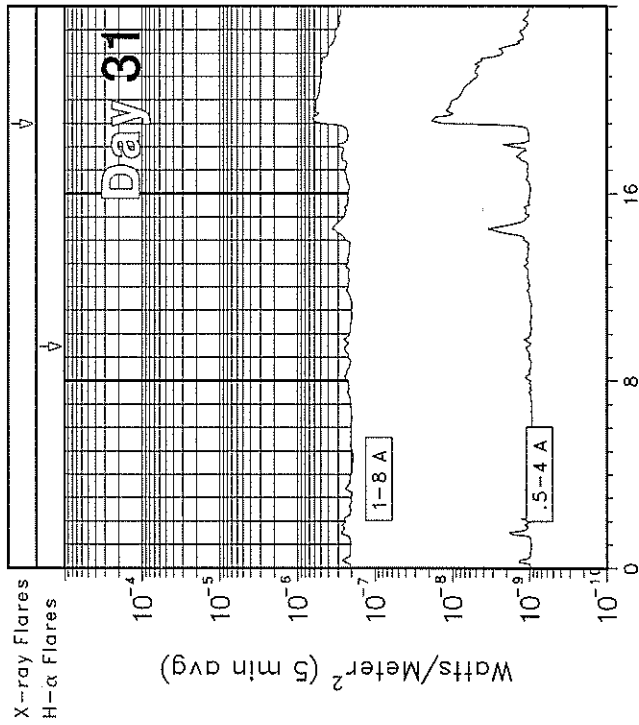 X-ray Flares
H-α Flares
Day 31
10-4
10-5
10-6
10-7
10-8
10-9
10-10
Watts/Meter2 (5 min avg)
1-8 A
.5-4 A
0
8
16